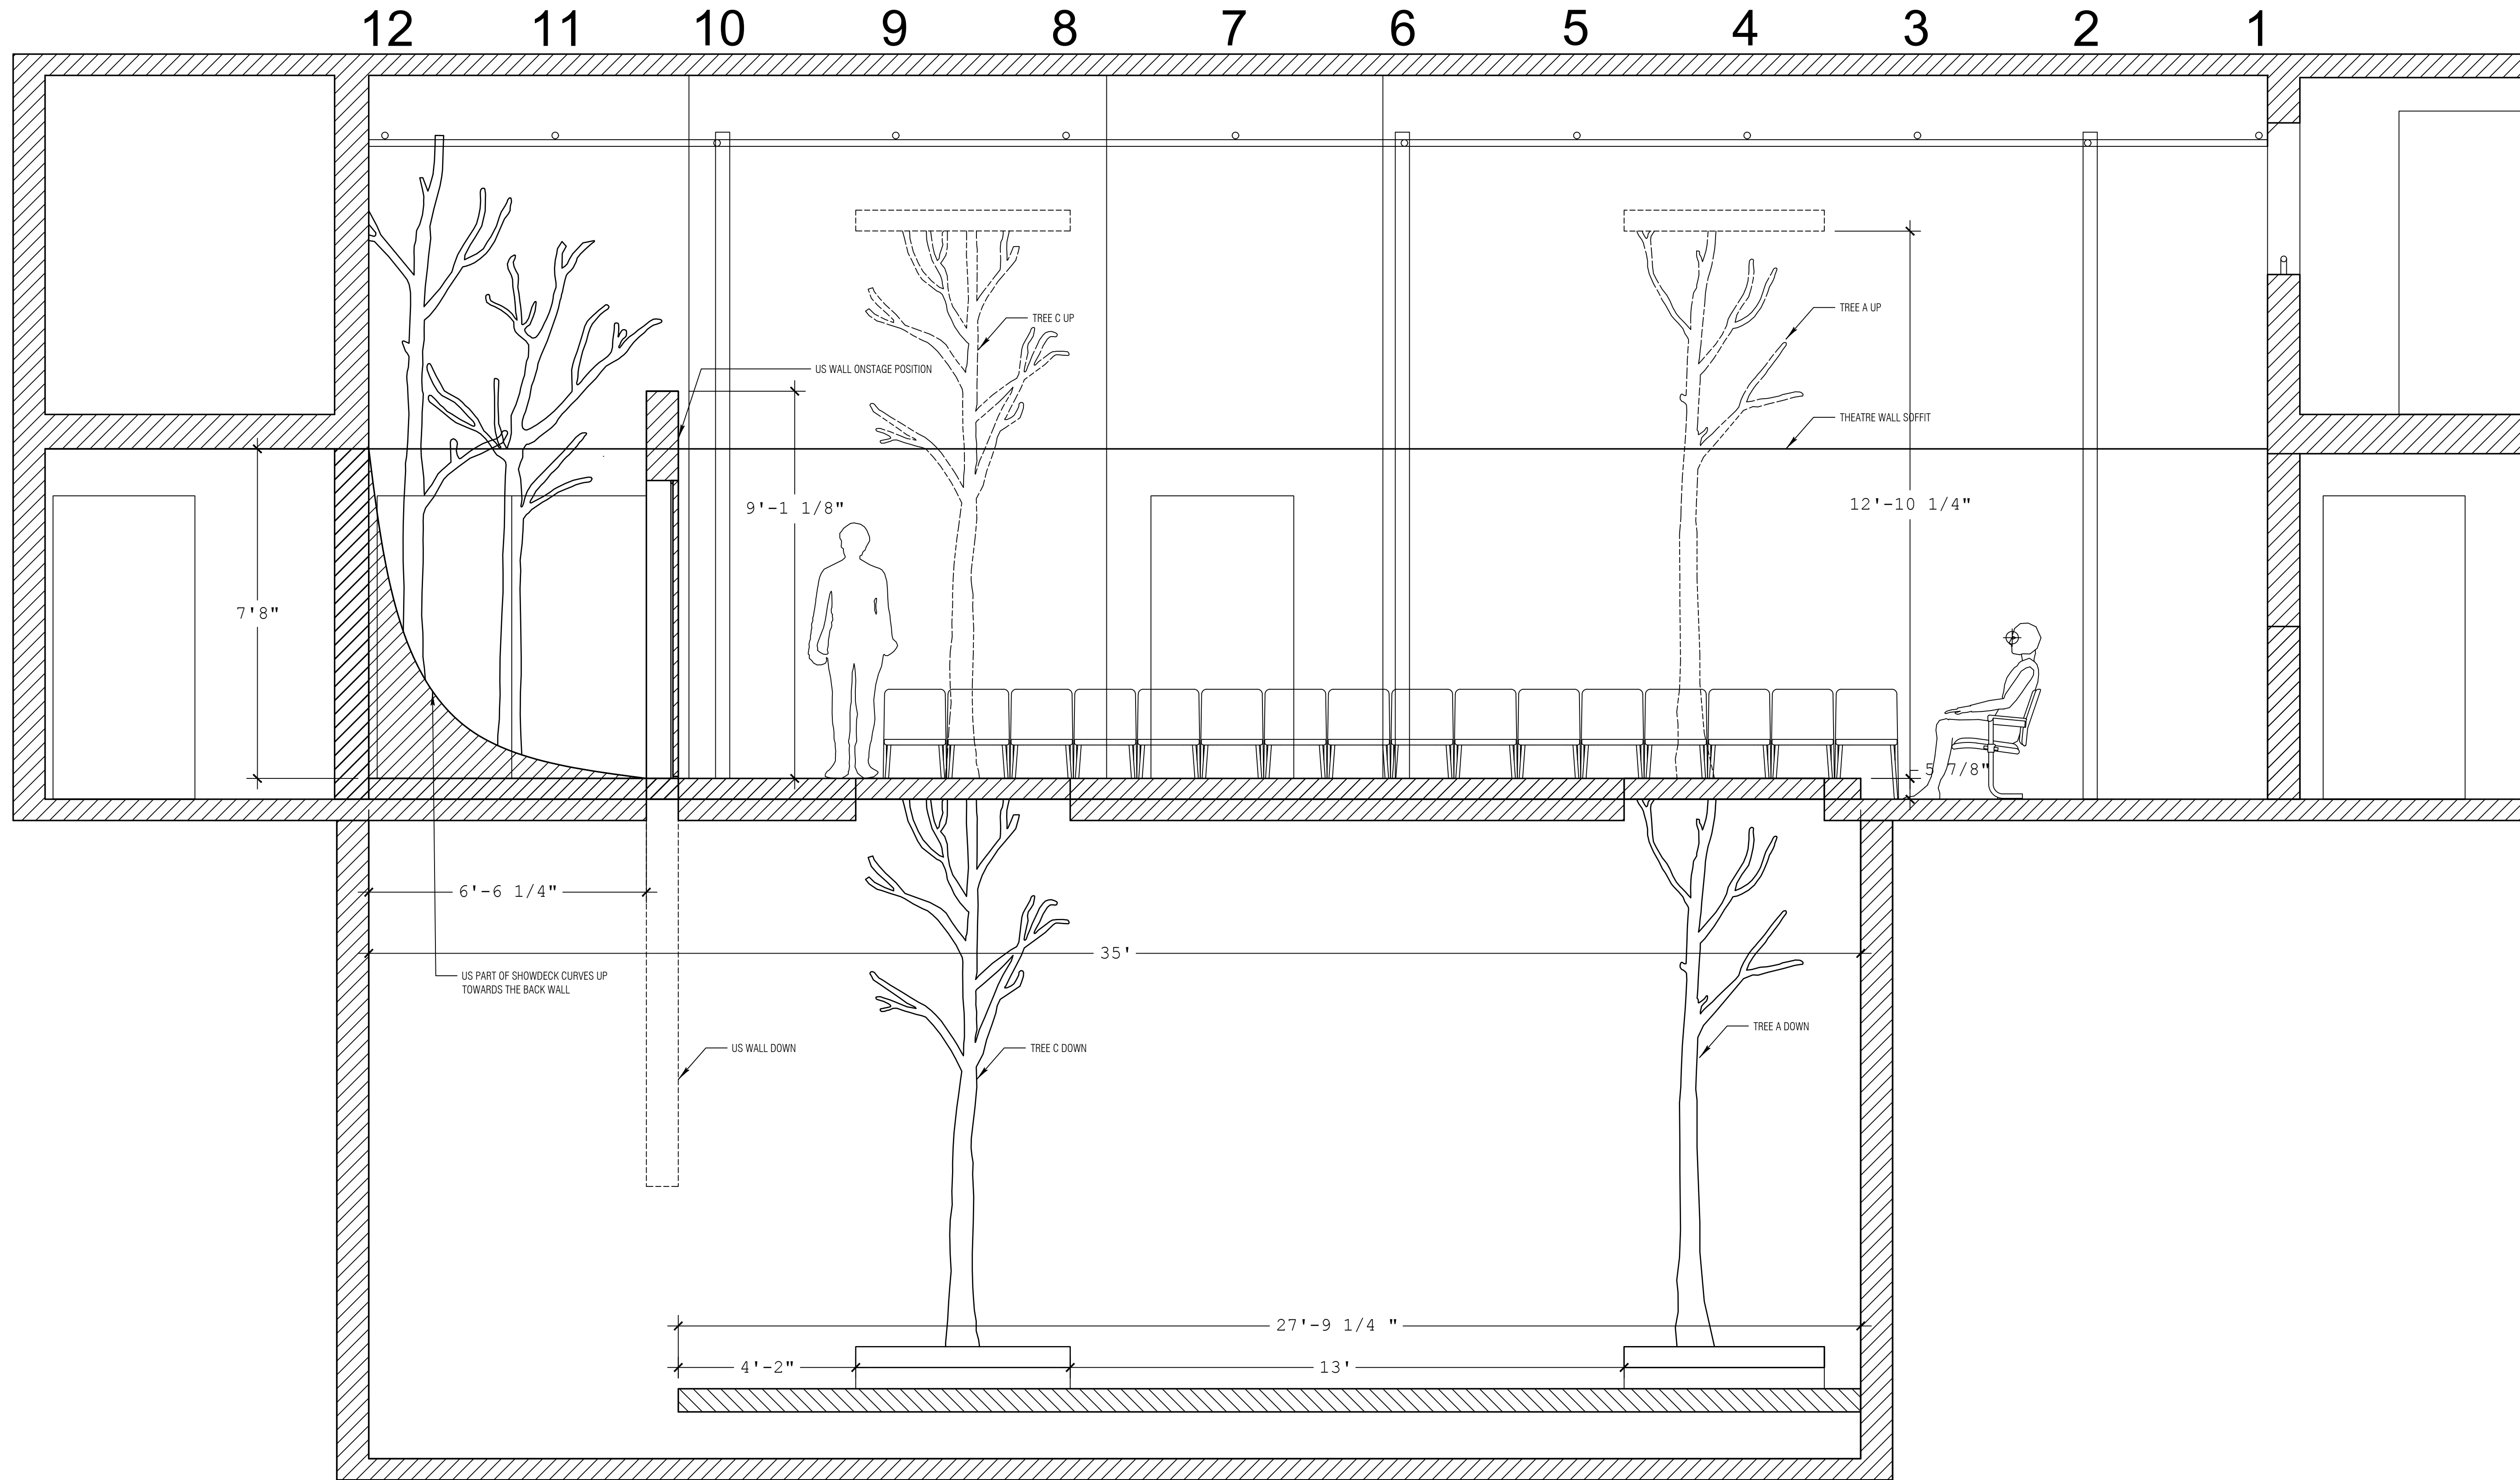 12 11 10 9 8 7 6 5 4 3 2 1
TREE C UP
TREE A UP
US WALL ONSTAGE POSITION
THEATRE WALL SOFFIT
9'-1 1/8"
12'-10 1/4"
7'8"
5 7/8"
6'-6 1/4"
35'
US PART OF SHOWDECK CURVES UP
TOWARDS THE BACK WALL
TREE A DOWN
US WALL DOWN
TREE C DOWN
27'-9 1/4 "
4'-2"
13'